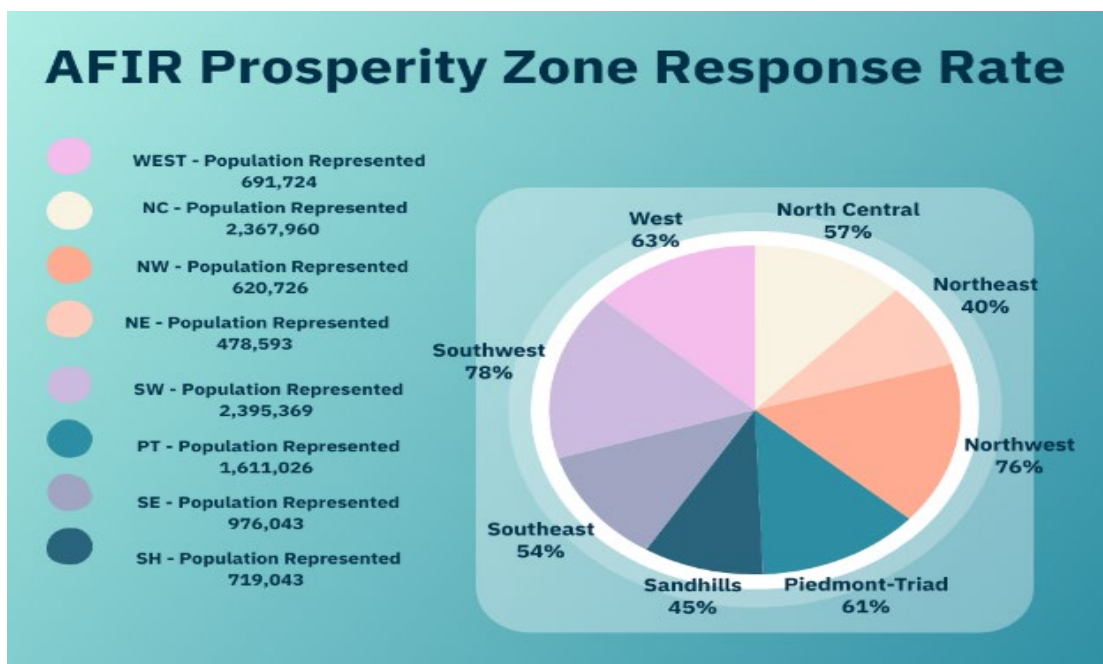 AFIR Prosperity Zone Response Rate
WEST - Population Represented
691,724
NC - Population Represented
2,367,960
NW - Population Represented
620,726
NE - Population Represented
478,593
SW - Population Represented
2,395,369
PT - Population Represented
1,611,026
SE - Population Represented
976,043
SH - Population Represented
719,043
West
63%
North Central
57%
Northeast
40%
Southwest
78%
Northwest
76%
Southeast
54%
Sandhills
45%
Piedmont-Triad
61%